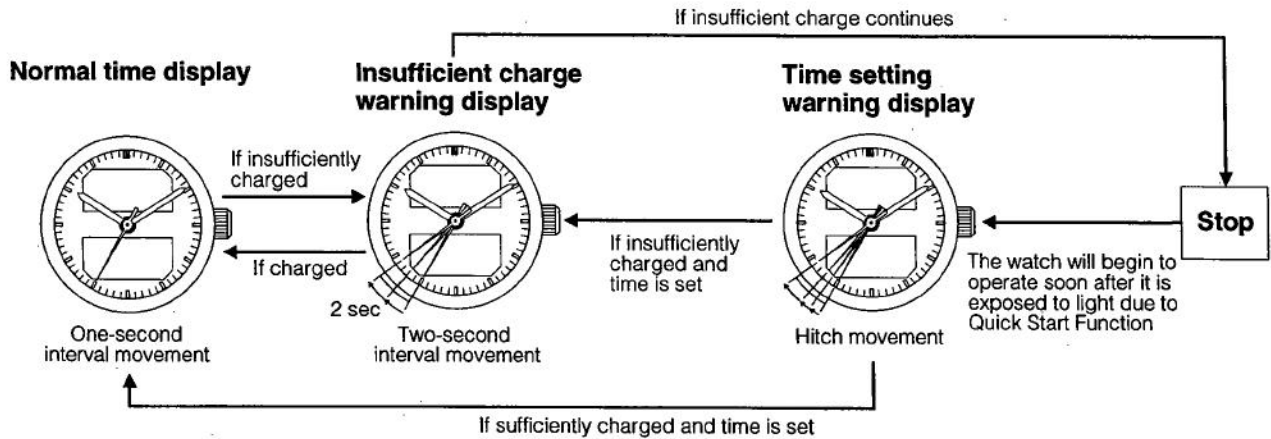 If insufficient charge continues
Normal time display
Insufficient charge
warning display
Time setting
warning display
If insufficiently
charged
If charged
2 sec
If insufficiently
charged and
time is set
Stop
The watch will begin to
operate soon after it is
exposed to light due to
Quick Start Function
One-second
interval movement
Two-second
interval movement
Hitch movement
If sufficiently charged and time is set